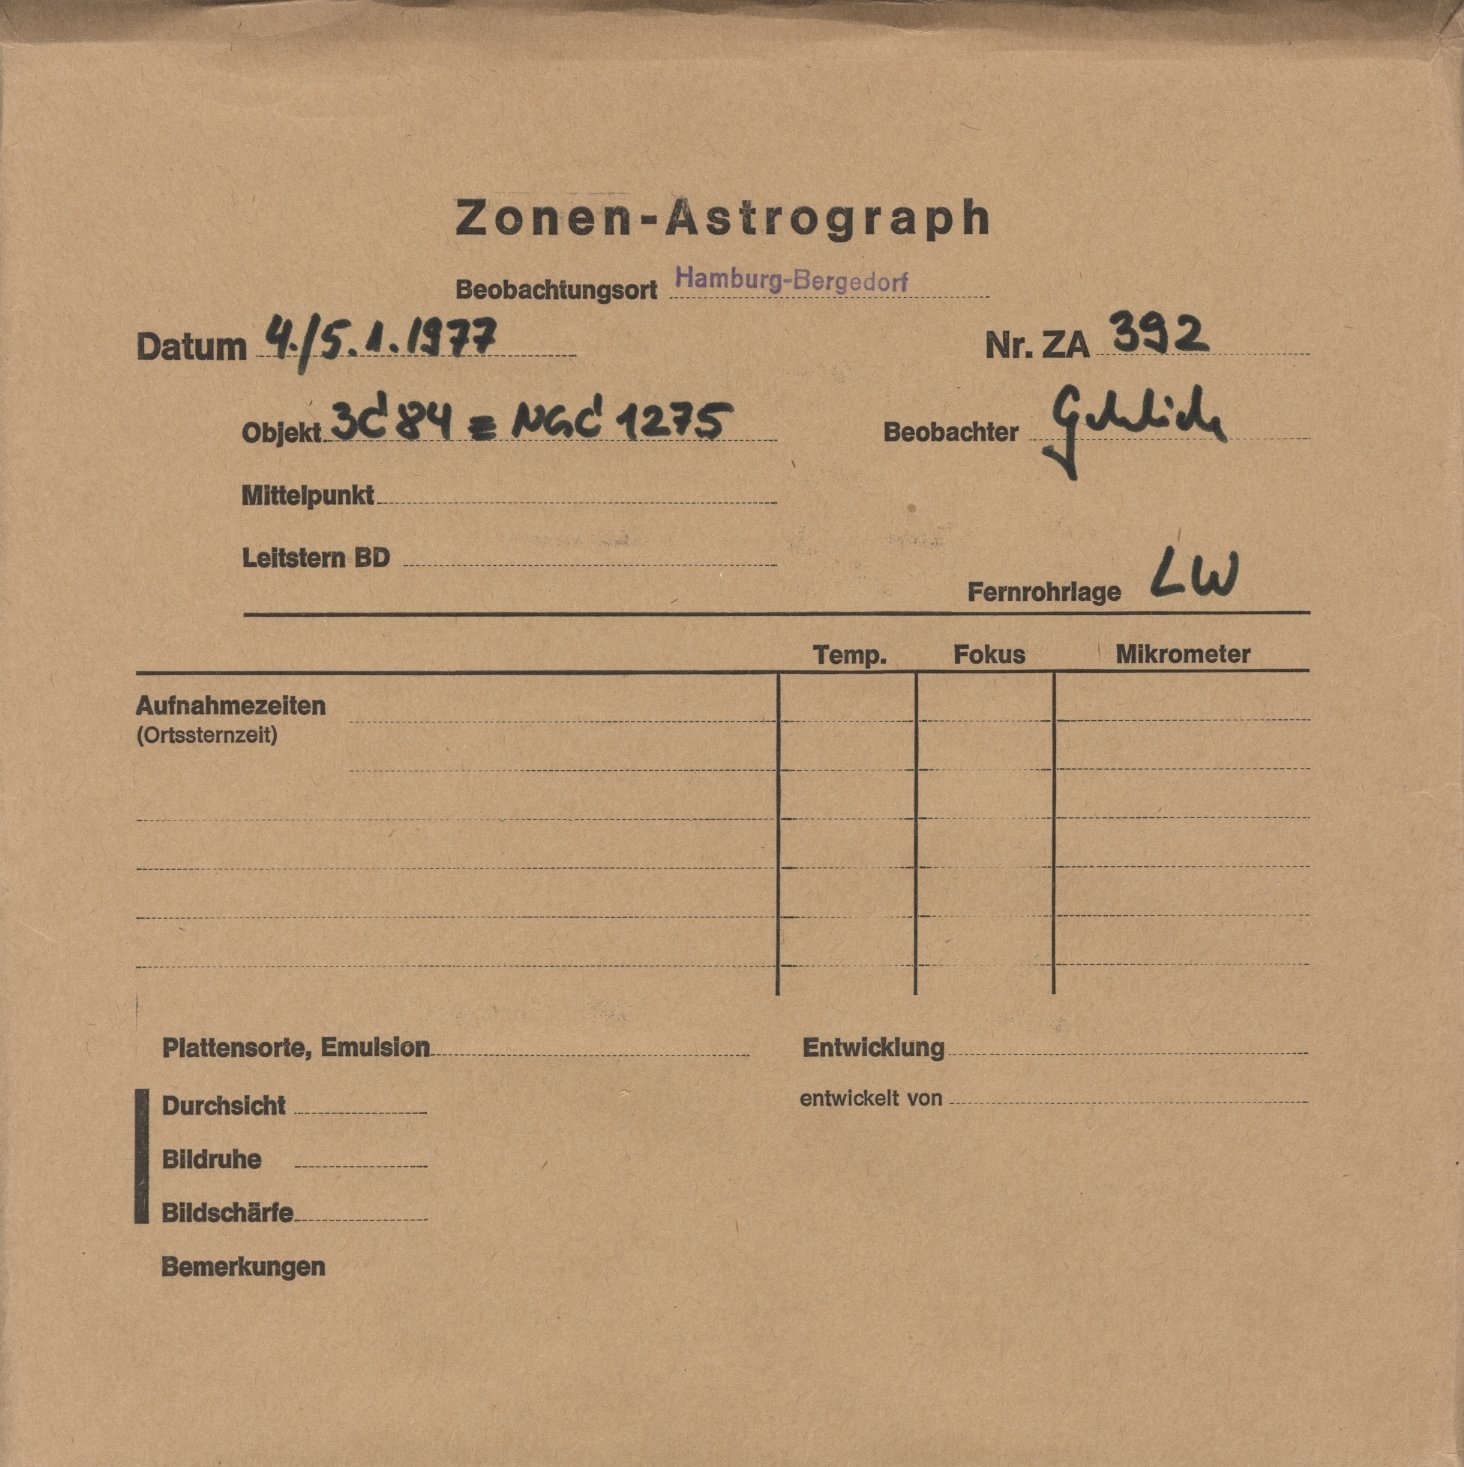 Zonen-Astrograph
Beobachtungsort Hamburg-Bergedorf
Datum 4./5.1.1977 Nr. ZA 392
Objekt 3C 84 = NGC 1275 Beobachter
Mittelpunkt
Leitstern BD
Fernrohrlage LW
Temp. Fokus Mikrometer
Aufnahmezeiten
(Ortssternzeit)
Plattensorte, Emulsion Entwicklung
Durchsicht entwickelt von
Bildruhe
Bildschärfe
Bemerkungen